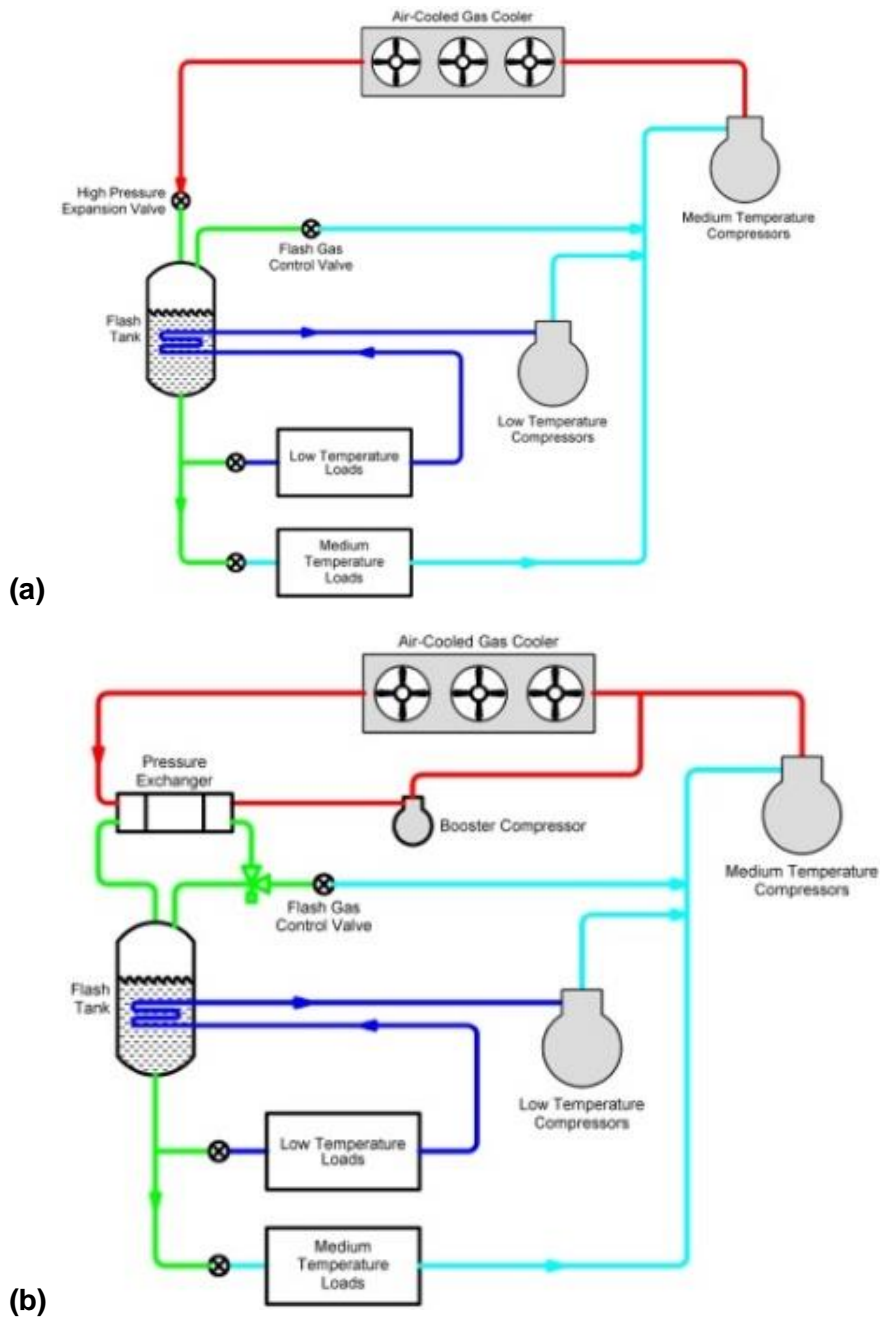 Air-Cooled Gas Cooler
High Pressure
Expansion Valve
Flash Gas
Control Valve
Medium Temperature
Compressors
Flash
Tank
Low Temperature
Compressors
Low Temperature
Loads
Medium
Temperature
Loads
(a)
Air-Cooled Gas Cooler
Pressure
Exchanger
Booster Compressor
Medium Temperature
Compressors
Flash Gas
Control Valve
Flash
Tank
Low Temperature
Compressors
Low Temperature
Loads
Medium
Temperature
Loads
(b)